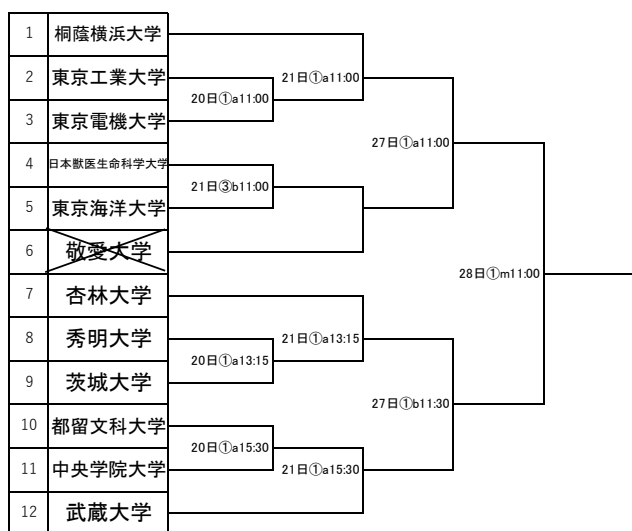 1 桐蔭横浜大学
2 東京工業大学
3 東京電機大学
4 日本獣医生命科学大学
5 東京海洋大学
6 敬愛大学
7 杏林大学
8 秀明大学
9 茨城大学
10 都留文科大学
11 中央学院大学
12 武蔵大学
20日①a11:00
21日③b11:00
20日①a13:15
20日①a15:30
21日①a11:00
21日①a13:15
21日①a15:30
27日①a11:00
27日①b11:30
28日①m11:00